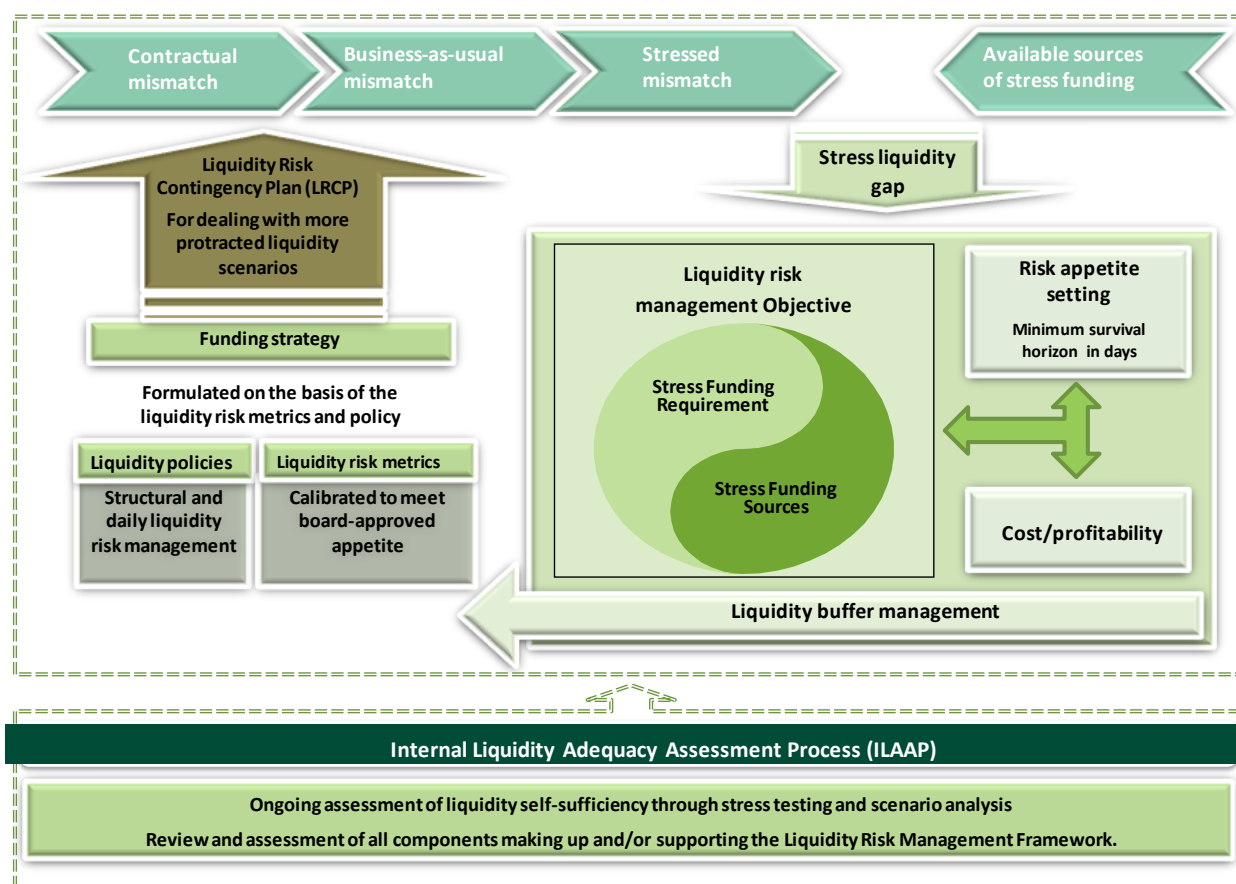 Contractual
mismatch
Business-as-usual
mismatch
Stressed
mismatch
Available sources
of stress funding
Liquidity Risk
Contingency Plan (LRCP)
For dealing with more
protracted liquidity
scenarios
Stress liquidity
gap
Funding strategy
Formulated on the basis of the
liquidity risk metrics and policy
Liquidity policies
Structural and
daily liquidity
risk management
Liquidity risk metrics
Calibrated to meet
board-approved
appetite
Liquidity risk
management Objective
Stress Funding
Requirement
Stress Funding
Sources
Risk appetite
setting
Minimum survival
horizon in days
Cost/profitability
Liquidity buffer management
Internal Liquidity Adequacy Assessment Process (ILAAP)
Ongoing assessment of liquidity self-sufficiency through stress testing and scenario analysis
Review and assessment of all components making up and/or supporting the Liquidity Risk Management Framework.